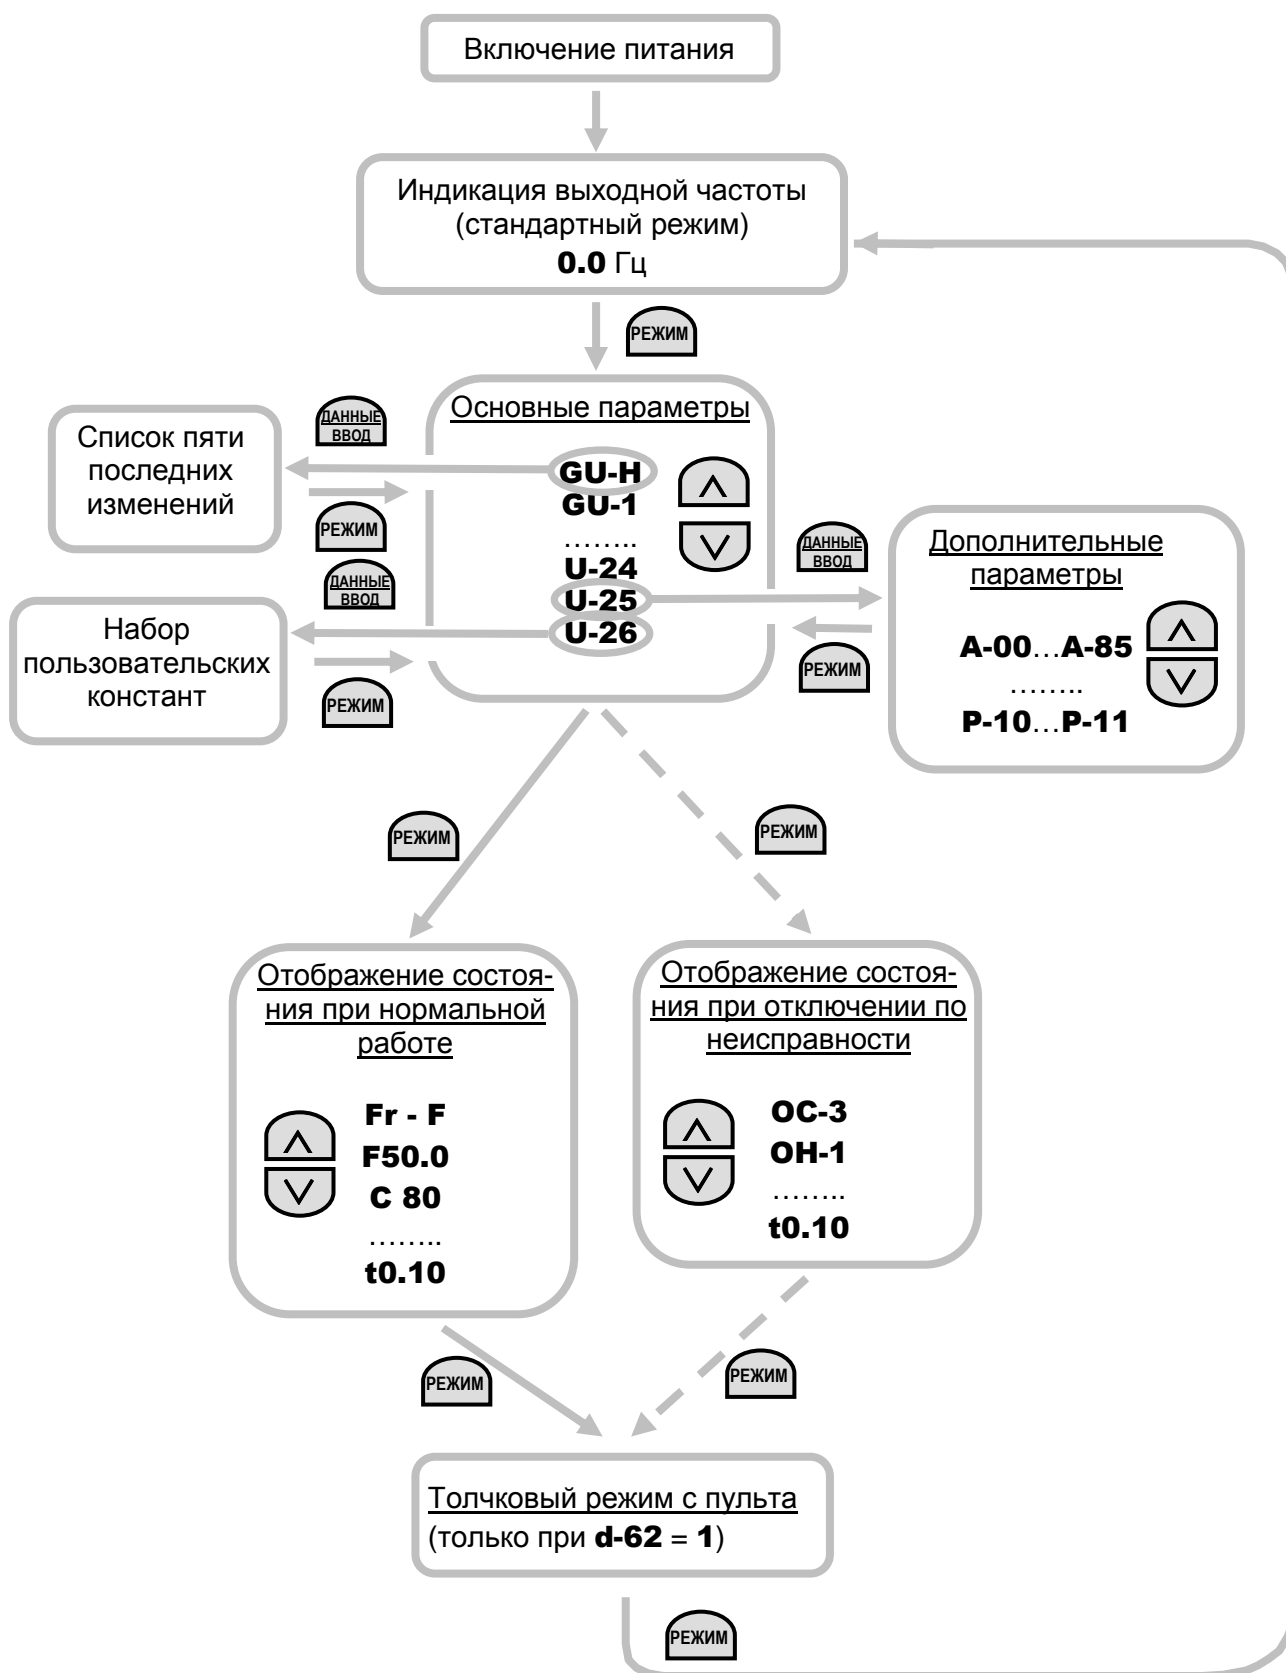 Включение питания
Индикация выходной частоты
(стандартный режим)
0.0 Гц
РЕЖИМ
Основные параметры
GU-H
GU-1
........
U-24
U-25
U-26
ДАННЫЕ
ВВОД
Список пяти
последних
изменений
РЕЖИМ
ДАННЫЕ
ВВОД
Набор
пользовательских
констант
РЕЖИМ
ДАННЫЕ
ВВОД
РЕЖИМ
Дополнительные
параметры
A-00...A-85
........
P-10...P-11
РЕЖИМ
РЕЖИМ
Отображение состоя-
ния при нормальной
работе
Fr - F
F50.0
C 80
........
t0.10
Отображение состоя-
ния при отключении по
неисправности
OC-3
OH-1
........
t0.10
РЕЖИМ
РЕЖИМ
Толчковый режим с пульта
(только при d-62 = 1)
РЕЖИМ